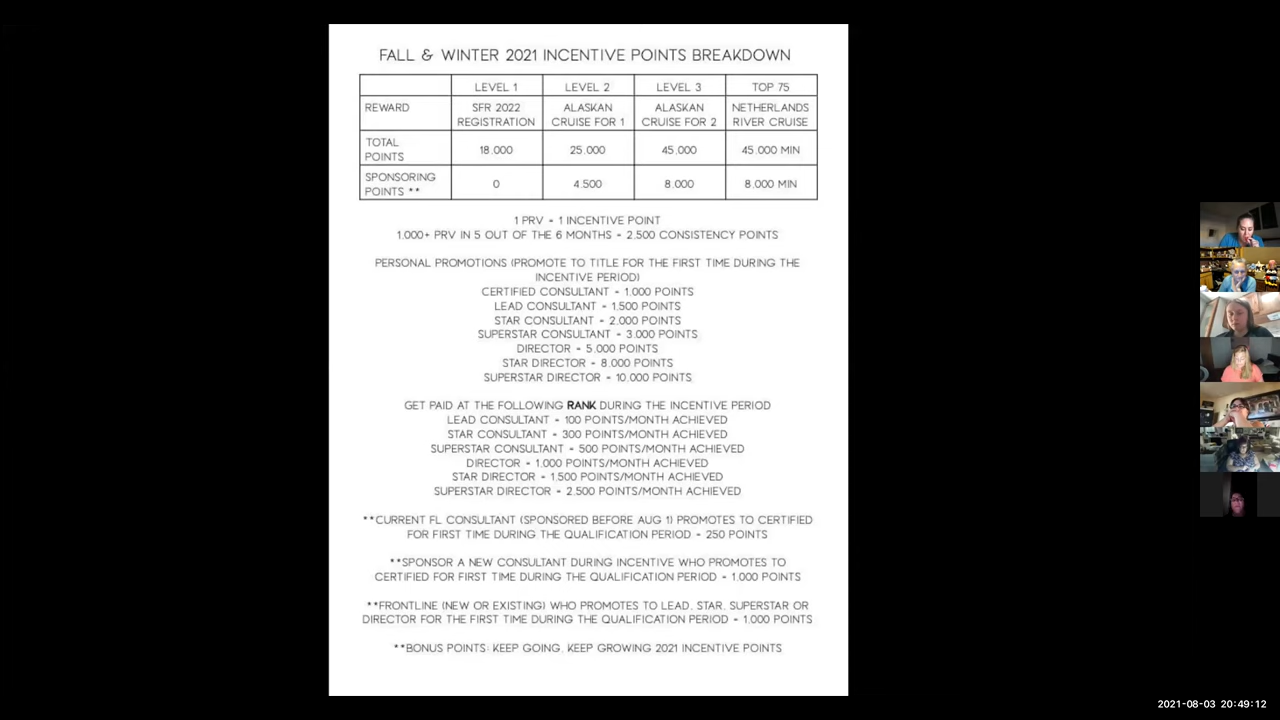 FALL & WINTER 2021 INCENTIVE POINTS BREAKDOWN
LEVEL 1 LEVEL 2 LEVEL 3 TOP 75
REWARD SFR 2022 REGISTRATION ALASKAN CRUISE FOR 1 ALASKAN CRUISE FOR 2 NETHERLANDS RIVER CRUISE
TOTAL POINTS 18,000 25,000 45,000 45,000 MIN
SPONSORING POINTS ** 0 4,500 8,000 8,000 MIN
1 PRV = 1 INCENTIVE POINT
1,000+ PRV IN 5 OUT OF THE 6 MONTHS = 2,500 CONSISTENCY POINTS
PERSONAL PROMOTIONS (PROMOTE TO TITLE FOR THE FIRST TIME DURING THE
INCENTIVE PERIOD)
CERTIFIED CONSULTANT = 1,000 POINTS
LEAD CONSULTANT = 1,500 POINTS
STAR CONSULTANT = 2,000 POINTS
SUPERSTAR CONSULTANT = 3,000 POINTS
DIRECTOR = 5,000 POINTS
STAR DIRECTOR = 8,000 POINTS
SUPERSTAR DIRECTOR = 10,000 POINTS
GET PAID AT THE FOLLOWING RANK DURING THE INCENTIVE PERIOD
LEAD CONSULTANT = 100 POINTS/MONTH ACHIEVED
STAR CONSULTANT = 300 POINTS/MONTH ACHIEVED
SUPERSTAR CONSULTANT = 500 POINTS/MONTH ACHIEVED
DIRECTOR = 1,000 POINTS/MONTH ACHIEVED
STAR DIRECTOR = 1,500 POINTS/MONTH ACHIEVED
SUPERSTAR DIRECTOR = 2,500 POINTS/MONTH ACHIEVED
**CURRENT FL CONSULTANT (SPONSORED BEFORE AUG 1) PROMOTES TO CERTIFIED
FOR FIRST TIME DURING THE QUALIFICATION PERIOD = 250 POINTS
**SPONSOR A NEW CONSULTANT DURING INCENTIVE WHO PROMOTES TO
CERTIFIED FOR FIRST TIME DURING THE QUALIFICATION PERIOD = 1,000 POINTS
**FRONTLINE (NEW OR EXISTING) WHO PROMOTES TO LEAD, STAR, SUPERSTAR OR
DIRECTOR FOR THE FIRST TIME DURING THE QUALIFICATION PERIOD = 1,000 POINTS
**BONUS POINTS: KEEP GOING, KEEP GROWING 2021 INCENTIVE POINTS
2021-08-03 20:49:12